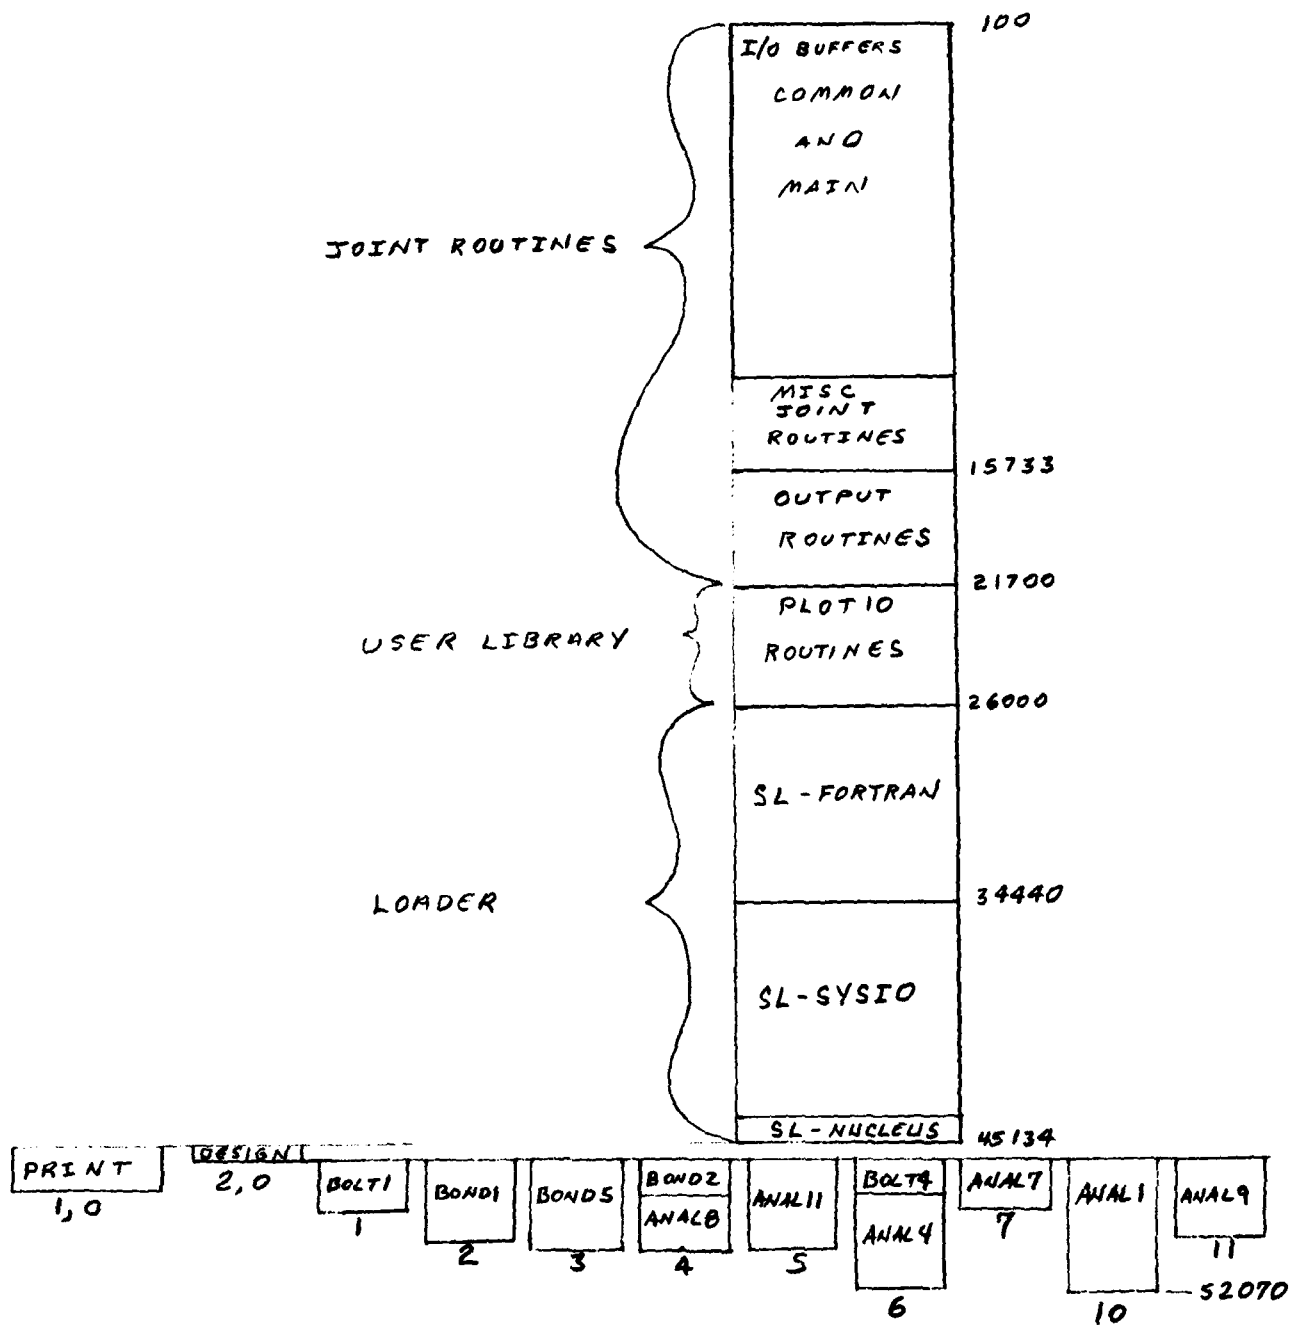 100
I/O BUFFERS
COMMON
AND
MAIN
JOINT ROUTINES
MISC
JOINT
ROUTINES
15733
OUTPUT
ROUTINES
21700
PLOT10
ROUTINES
USER LIBRARY
26000
SL-FORTRAN
34440
LOADER
SL-SYSIO
SL-NUCLEUS
45134
PRINT
1,0
DESIGN
2,0
BOLT1
1
BOND1
2
BOND5
3
BOND2
ANAL8
4
ANAL11
5
BOLT4
ANAL4
6
ANAL7
7
ANAL1
10
52070
ANAL9
11